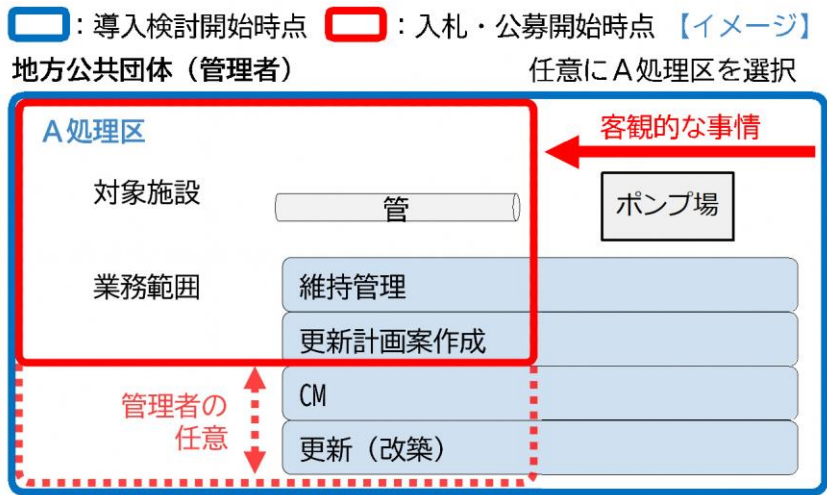 ：導入検討開始時点 ：入札・公募開始時点 【イメージ】
地方公共団体（管理者） 任意にＡ処理区を選択
Ａ処理区
客観的な事情
対象施設
管
ポンプ場
業務範囲
維持管理
更新計画案作成
管理者の
任意
CM
更新（改築）